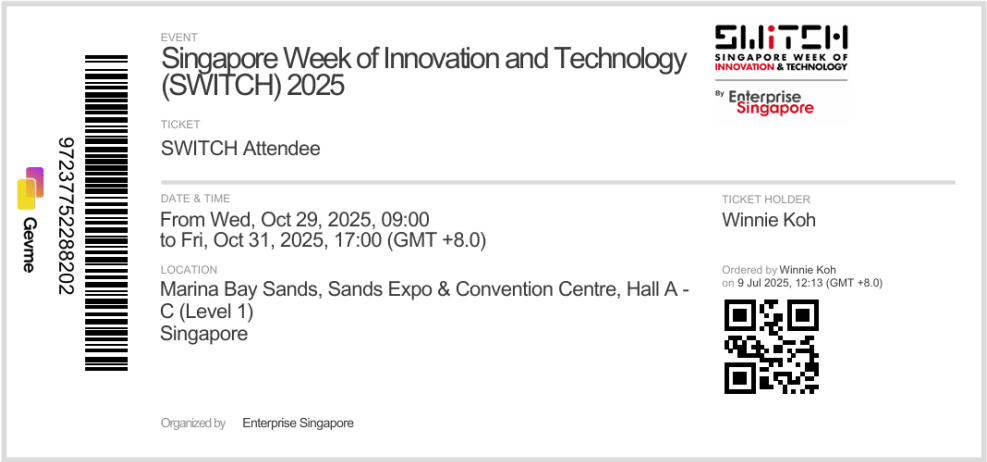 EVENT
Singapore Week of Innovation and Technology
(SWITCH) 2025
SWITCH
SINGAPORE WEEK OF
INNOVATION & TECHNOLOGY
By Enterprise
Singapore
TICKET
SWITCH Attendee
DATE & TIME
From Wed, Oct 29, 2025, 09:00
to Fri, Oct 31, 2025, 17:00 (GMT +8.0)
TICKET HOLDER
Winnie Koh
LOCATION
Marina Bay Sands, Sands Expo & Convention Centre, Hall A -
C (Level 1)
Singapore
Ordered by Winnie Koh
on 9 Jul 2025, 12:13 (GMT +8.0)
Organized by Enterprise Singapore
9723775228820​2
Gevme